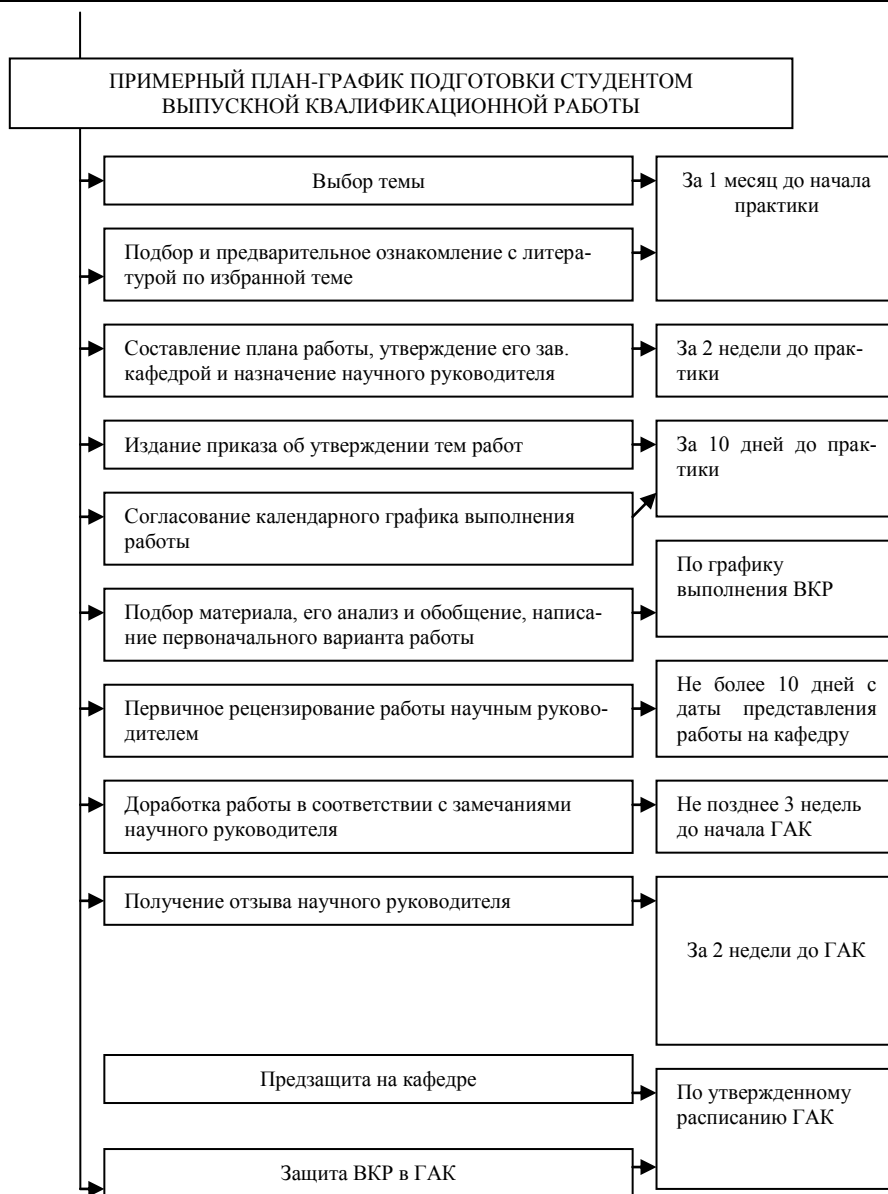 ПРИМЕРНЫЙ ПЛАН-ГРАФИК ПОДГОТОВКИ СТУДЕНТОМ
ВЫПУСКНОЙ КВАЛИФИКАЦИОННОЙ РАБОТЫ
Выбор темы
За 1 месяц до начала
практики
Подбор и предварительное ознакомление с литера-
турой по избранной теме
Составление плана работы, утверждение его зав.
кафедрой и назначение научного руководителя
За 2 недели до прак-
тики
Издание приказа об утверждении тем работ
За 10 дней до прак-
тики
Согласование календарного графика выполнения
работы
По графику
выполнения ВКР
Подбор материала, его анализ и обобщение, написа-
ние первоначального варианта работы
Первичное рецензирование работы научным руково-
дителем
Не более 10 дней с
даты представления
работы на кафедру
Доработка работы в соответствии с замечаниями
научного руководителя
Не позднее 3 недель
до начала ГАК
Получение отзыва научного руководителя
За 2 недели до ГАК
Предзащита на кафедре
По утвержденному
расписанию ГАК
Защита ВКР в ГАК